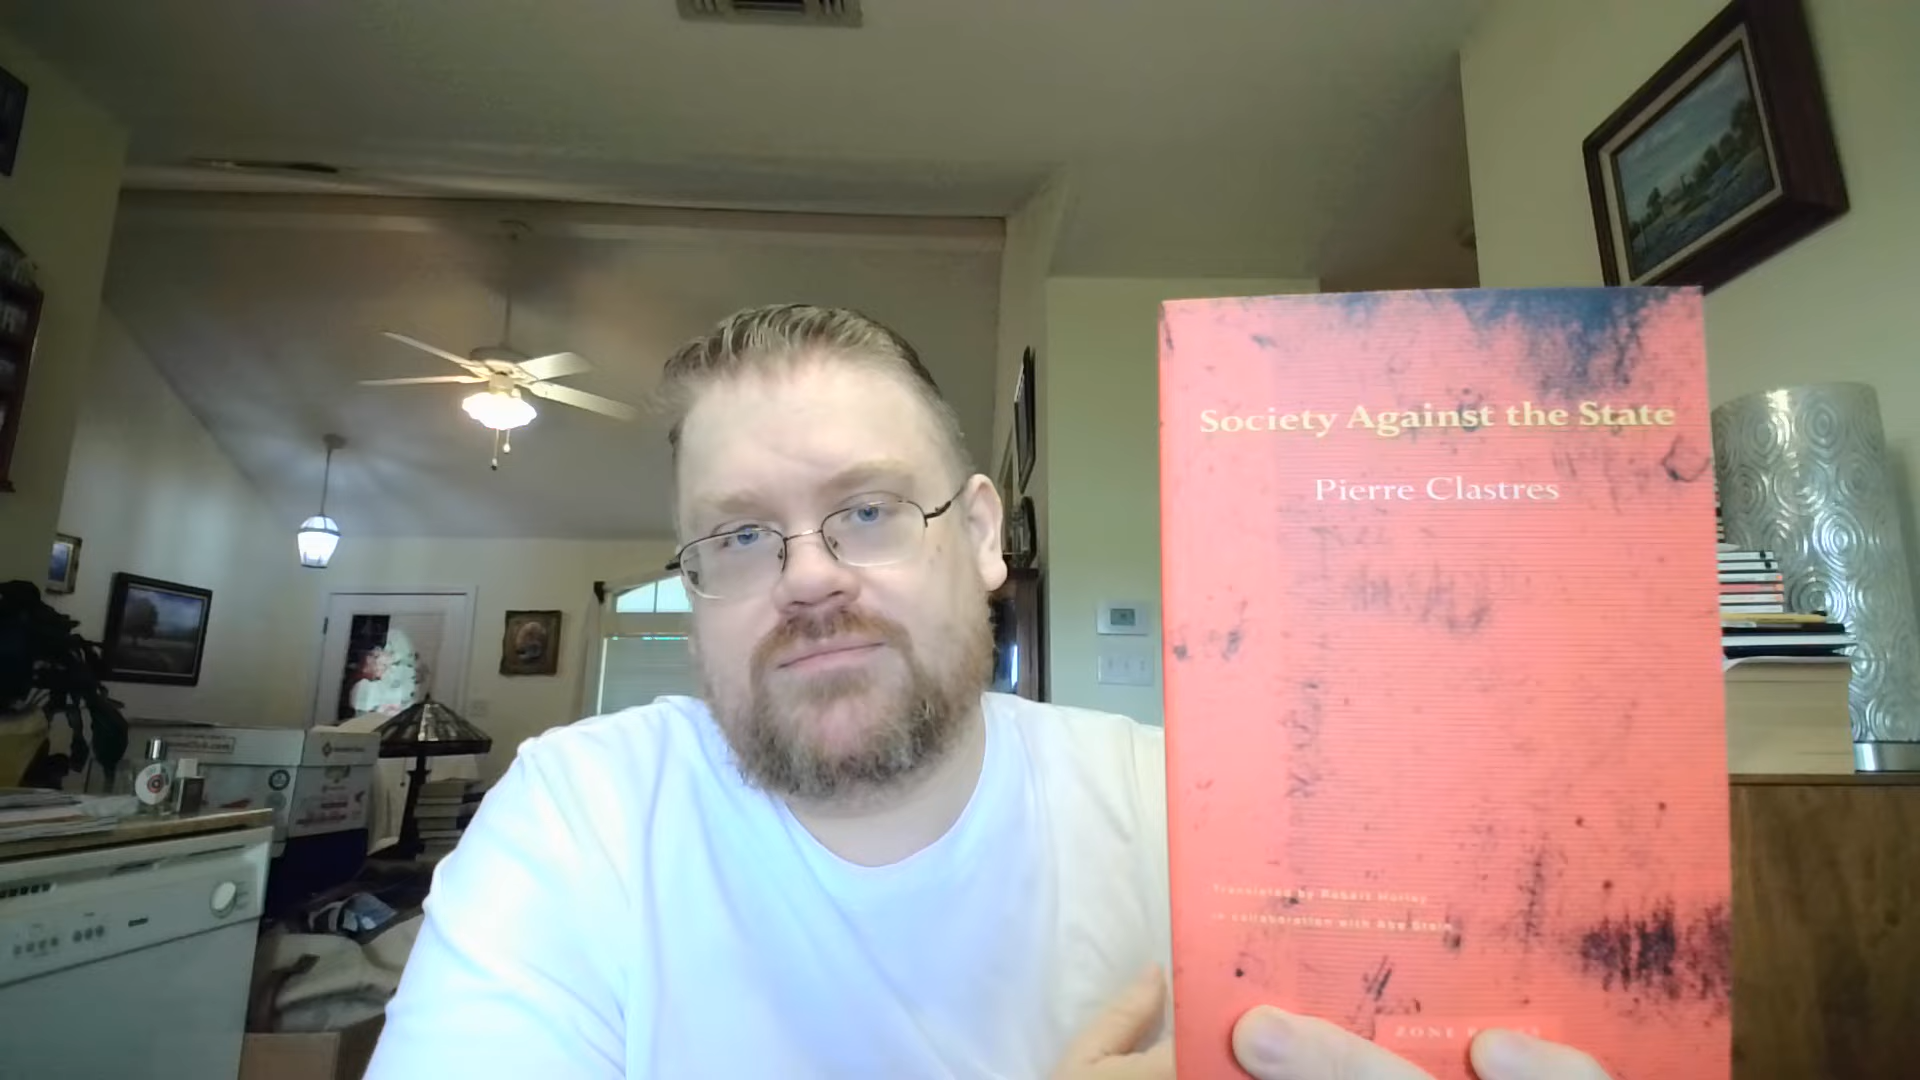 Society Against the State
Pierre Clastres
Translated by Robert Hurley
in collaboration with Abe Stein
ZONE BOOKS